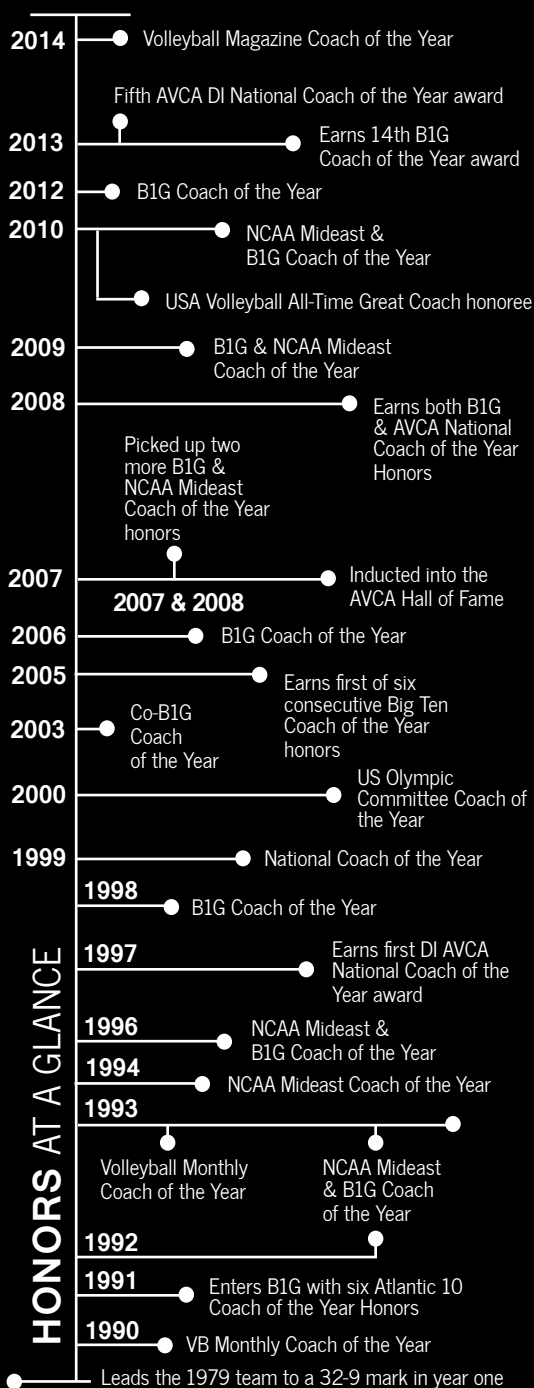 2014
Volleyball Magazine Coach of the Year
Fifth AVCA DI National Coach of the Year award
2013
Earns 14th B1G
Coach of the Year award
2012
B1G Coach of the Year
2010
NCAA Mideast &
B1G Coach of the Year
USA Volleyball All-Time Great Coach honoree
2009
B1G & NCAA Mideast
Coach of the Year
2008
Earns both B1G
& AVCA National
Coach of the Year
Honors
Picked up two
more B1G &
NCAA Mideast
Coach of the Year
honors
2007
2007 & 2008
Inducted into the
AVCA Hall of Fame
2006
B1G Coach of the Year
2005
Earns first of six
consecutive Big Ten
Coach of the Year
honors
2003
Co-B1G
Coach
of the Year
2000
US Olympic
Committee Coach of
the Year
1999
National Coach of the Year
1998
B1G Coach of the Year
1997
Earns first DI AVCA
National Coach of the
Year award
1996
NCAA Mideast &
B1G Coach of the Year
1994
NCAA Mideast Coach of the Year
1993
Volleyball Monthly
Coach of the Year
NCAA Mideast
& B1G Coach
of the Year
1992
1991
Enters B1G with six Atlantic 10
Coach of the Year Honors
1990
VB Monthly Coach of the Year
Leads the 1979 team to a 32-9 mark in year one
HONORS AT A GLANCE